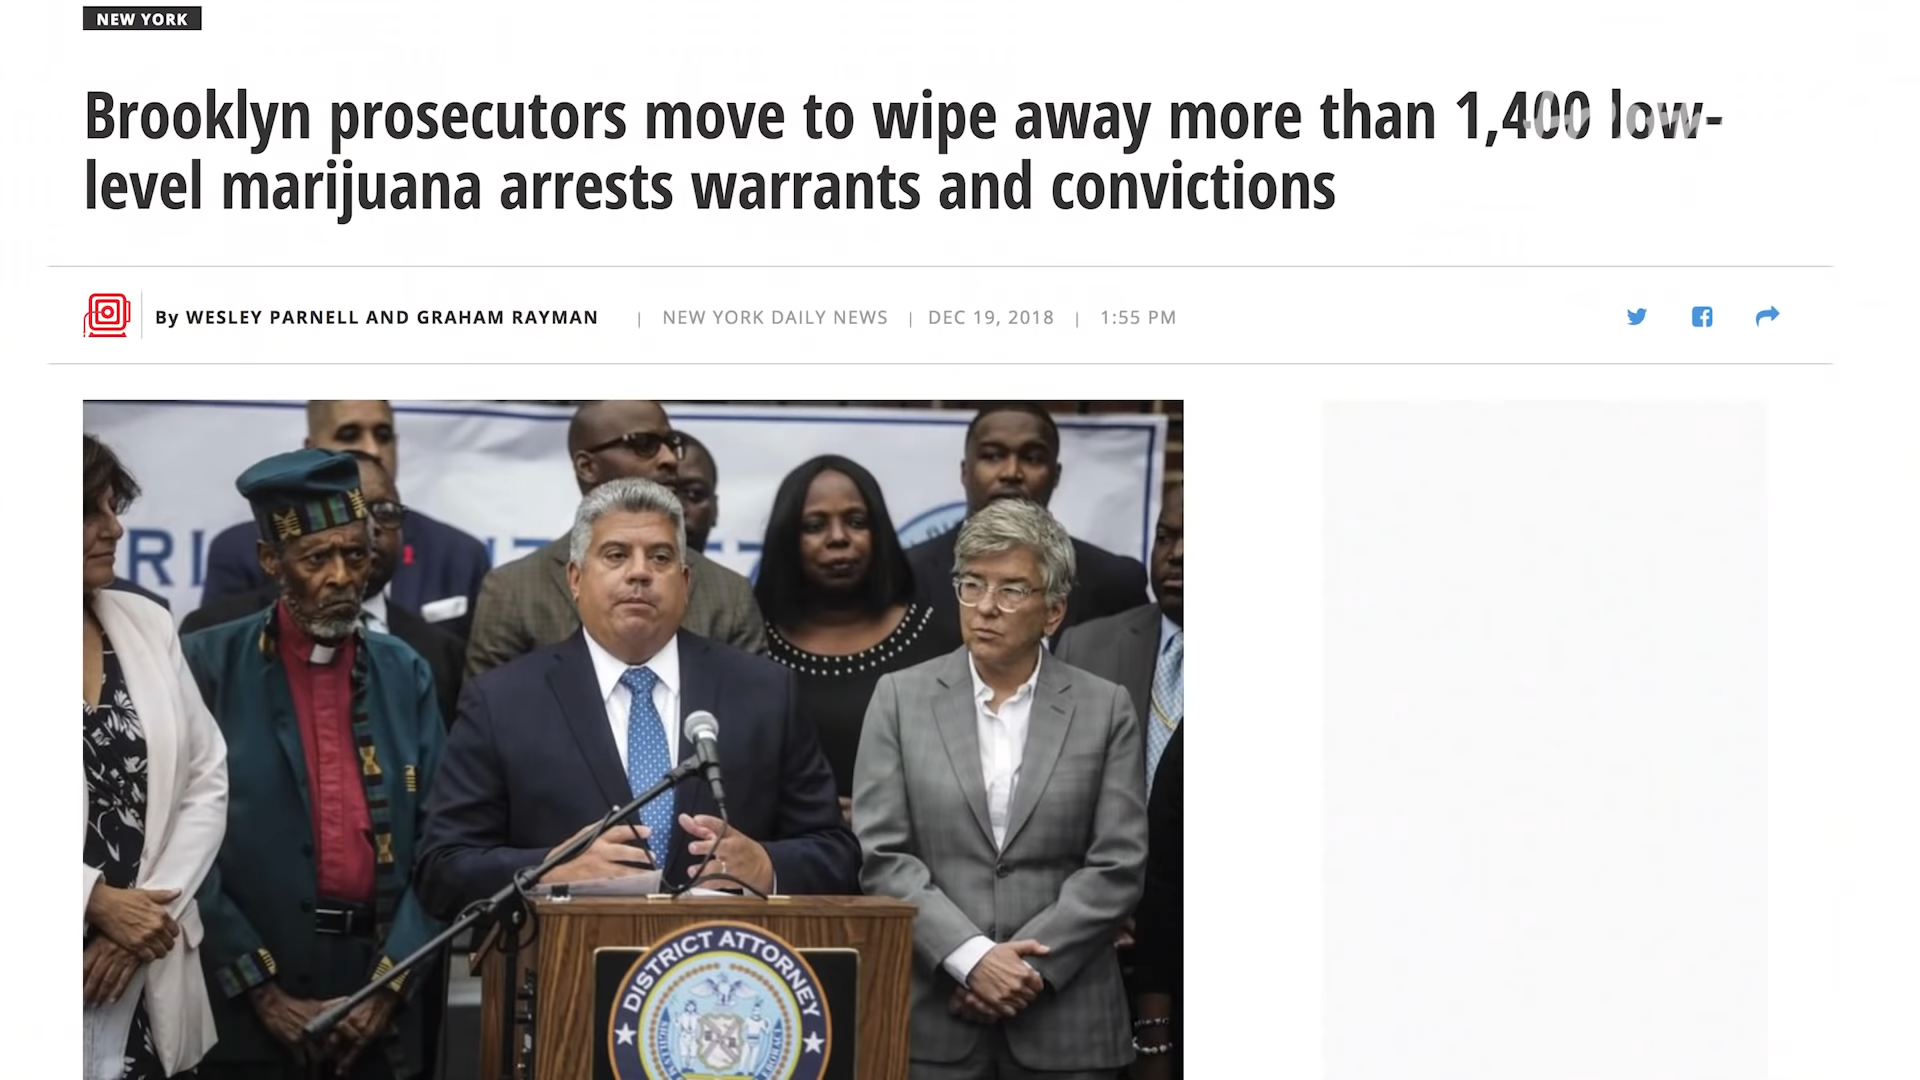 NEW YORK
Brooklyn prosecutors move to wipe away more than 1,400 low-
level marijuana arrests warrants and convictions
By WESLEY PARNELL AND GRAHAM RAYMAN | NEW YORK DAILY NEWS | DEC 19, 2018 | 1:55 PM
DISTRICT ATTORNEY